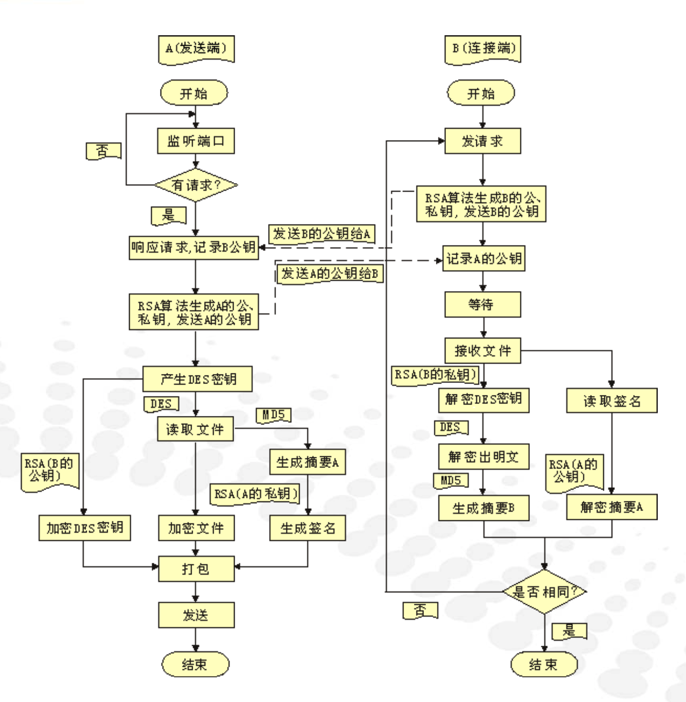 A(发送端)
开始
监听端口
否
有请求?
是
响应请求,记录B公钥
RSA算法生成A的公、
私钥,发送A的公钥
产生DES密钥
DES
读取文件
MD5
生成摘要A
RSA(B的
公钥)
RSA(A的私钥)
加密DES密钥
加密文件
生成签名
打包
发送
结束
发送B的公钥给A
发送A的公钥给B
B(连接端)
开始
发请求
RSA算法生成B的公、
私钥,发送B的公钥
记录A的公钥
等待
接收文件
RSA(B的私钥)
解密DES密钥
读取签名
DES
解密出明文
RSA(A的
公钥)
MD5
生成摘要B
解密摘要A
是否相同?
否
是
结束